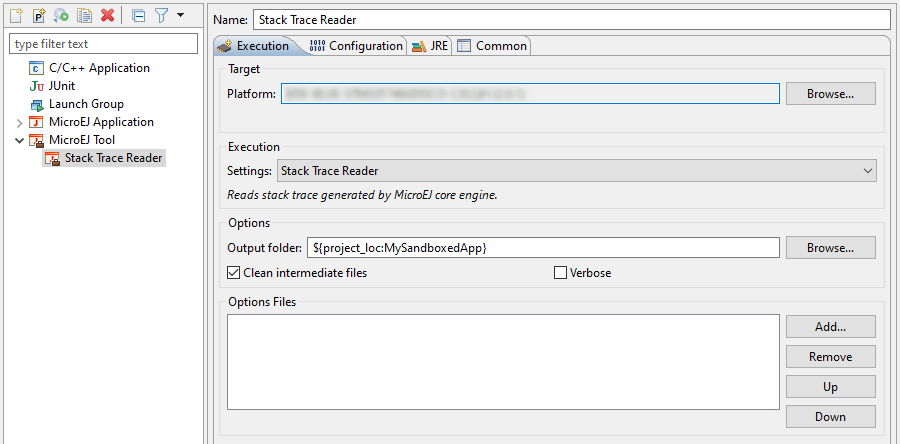 type filter text
C/C++ Application
JUnit
Launch Group
MicroEJ Application
MicroEJ Tool
Stack Trace Reader
Name: Stack Trace Reader
Execution Configuration JRE Common
Target
Platform: Browse...
Execution
Settings: Stack Trace Reader
Reads stack trace generated by MicroEJ core engine.
Options
Output folder: ${project_loc:MySandboxedApp} Browse...
Clean intermediate files Verbose
Options Files
Add...
Remove
Up
Down